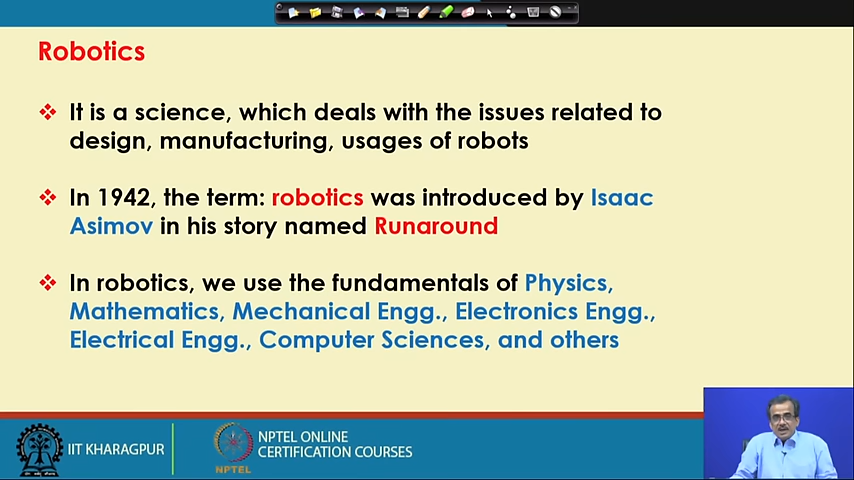 Robotics
It is a science, which deals with the issues related to
design, manufacturing, usages of robots
In 1942, the term: robotics was introduced by Isaac
Asimov in his story named Runaround
In robotics, we use the fundamentals of Physics,
Mathematics, Mechanical Engg., Electronics Engg.,
Electrical Engg., Computer Sciences, and others
IIT KHARAGPUR
NPTEL
NPTEL ONLINE
CERTIFICATION COURSES